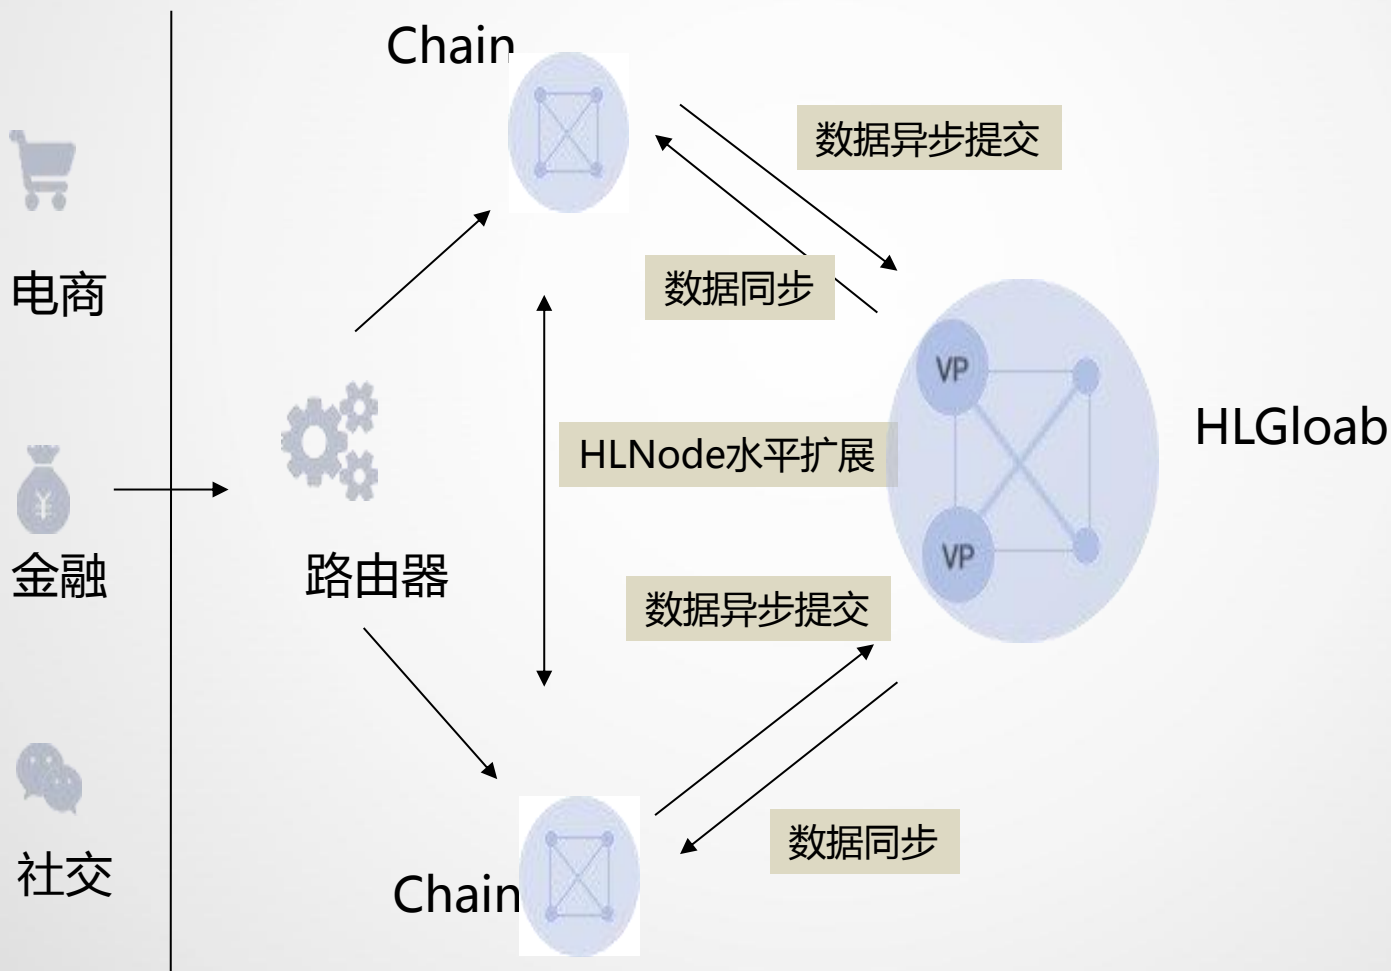 Chain
数据异步提交
电商
数据同步
VP
HLGloab
HLNode水平扩展
VP
金融
路由器
数据异步提交
数据同步
社交
Chain